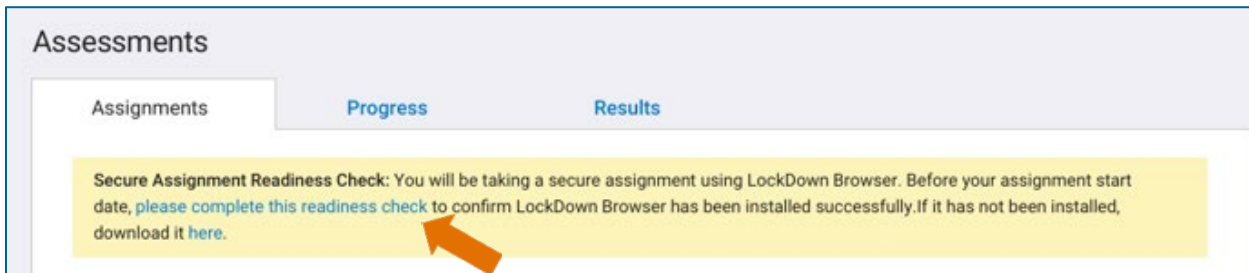 Assessments
Assignments Progress Results
Secure Assignment Readiness Check: You will be taking a secure assignment using LockDown Browser. Before your assignment start
date, please complete this readiness check to confirm LockDown Browser has been installed successfully.If it has not been installed,
download it here.